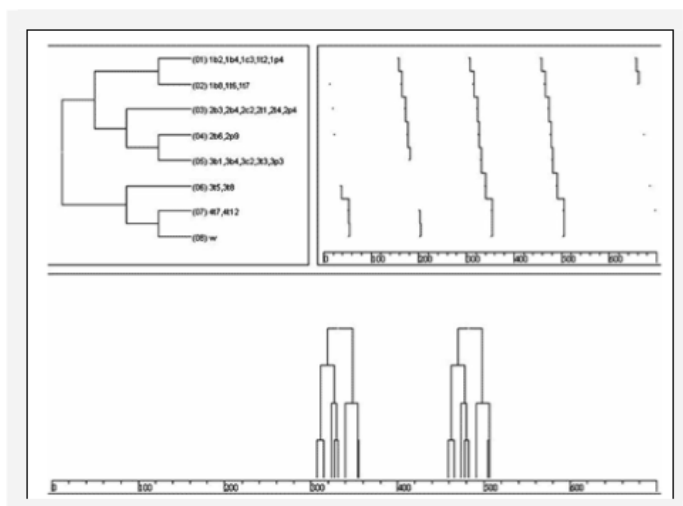 (01) 1b2,1b4,1c3,1t2,1p4
(02) 1b8,1t6,1t7
(03) 2b3,2b4,2c2,2t1,2t4,2p4
(04) 2b6,2p9
(05) 3b1,3b4,3c2,3t3,3p3
(06) 3t5,3t8
(07) 4t7,4t12
(08) w
0 100 200 300 400 500 600
0 100 200 300 400 500 600